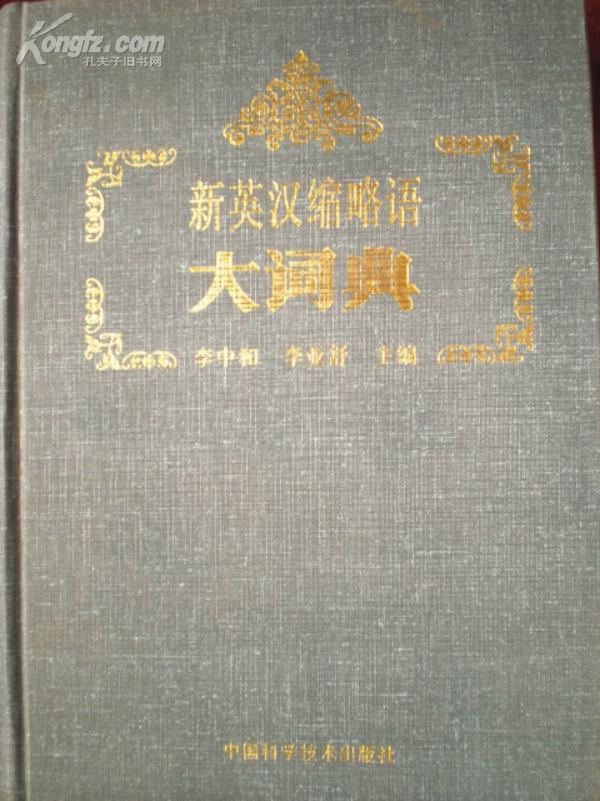 Kongfz.com
孔夫子旧书网
新英汉缩略语
大词典
李中和 李业舒 主编
中国科学技术出版社